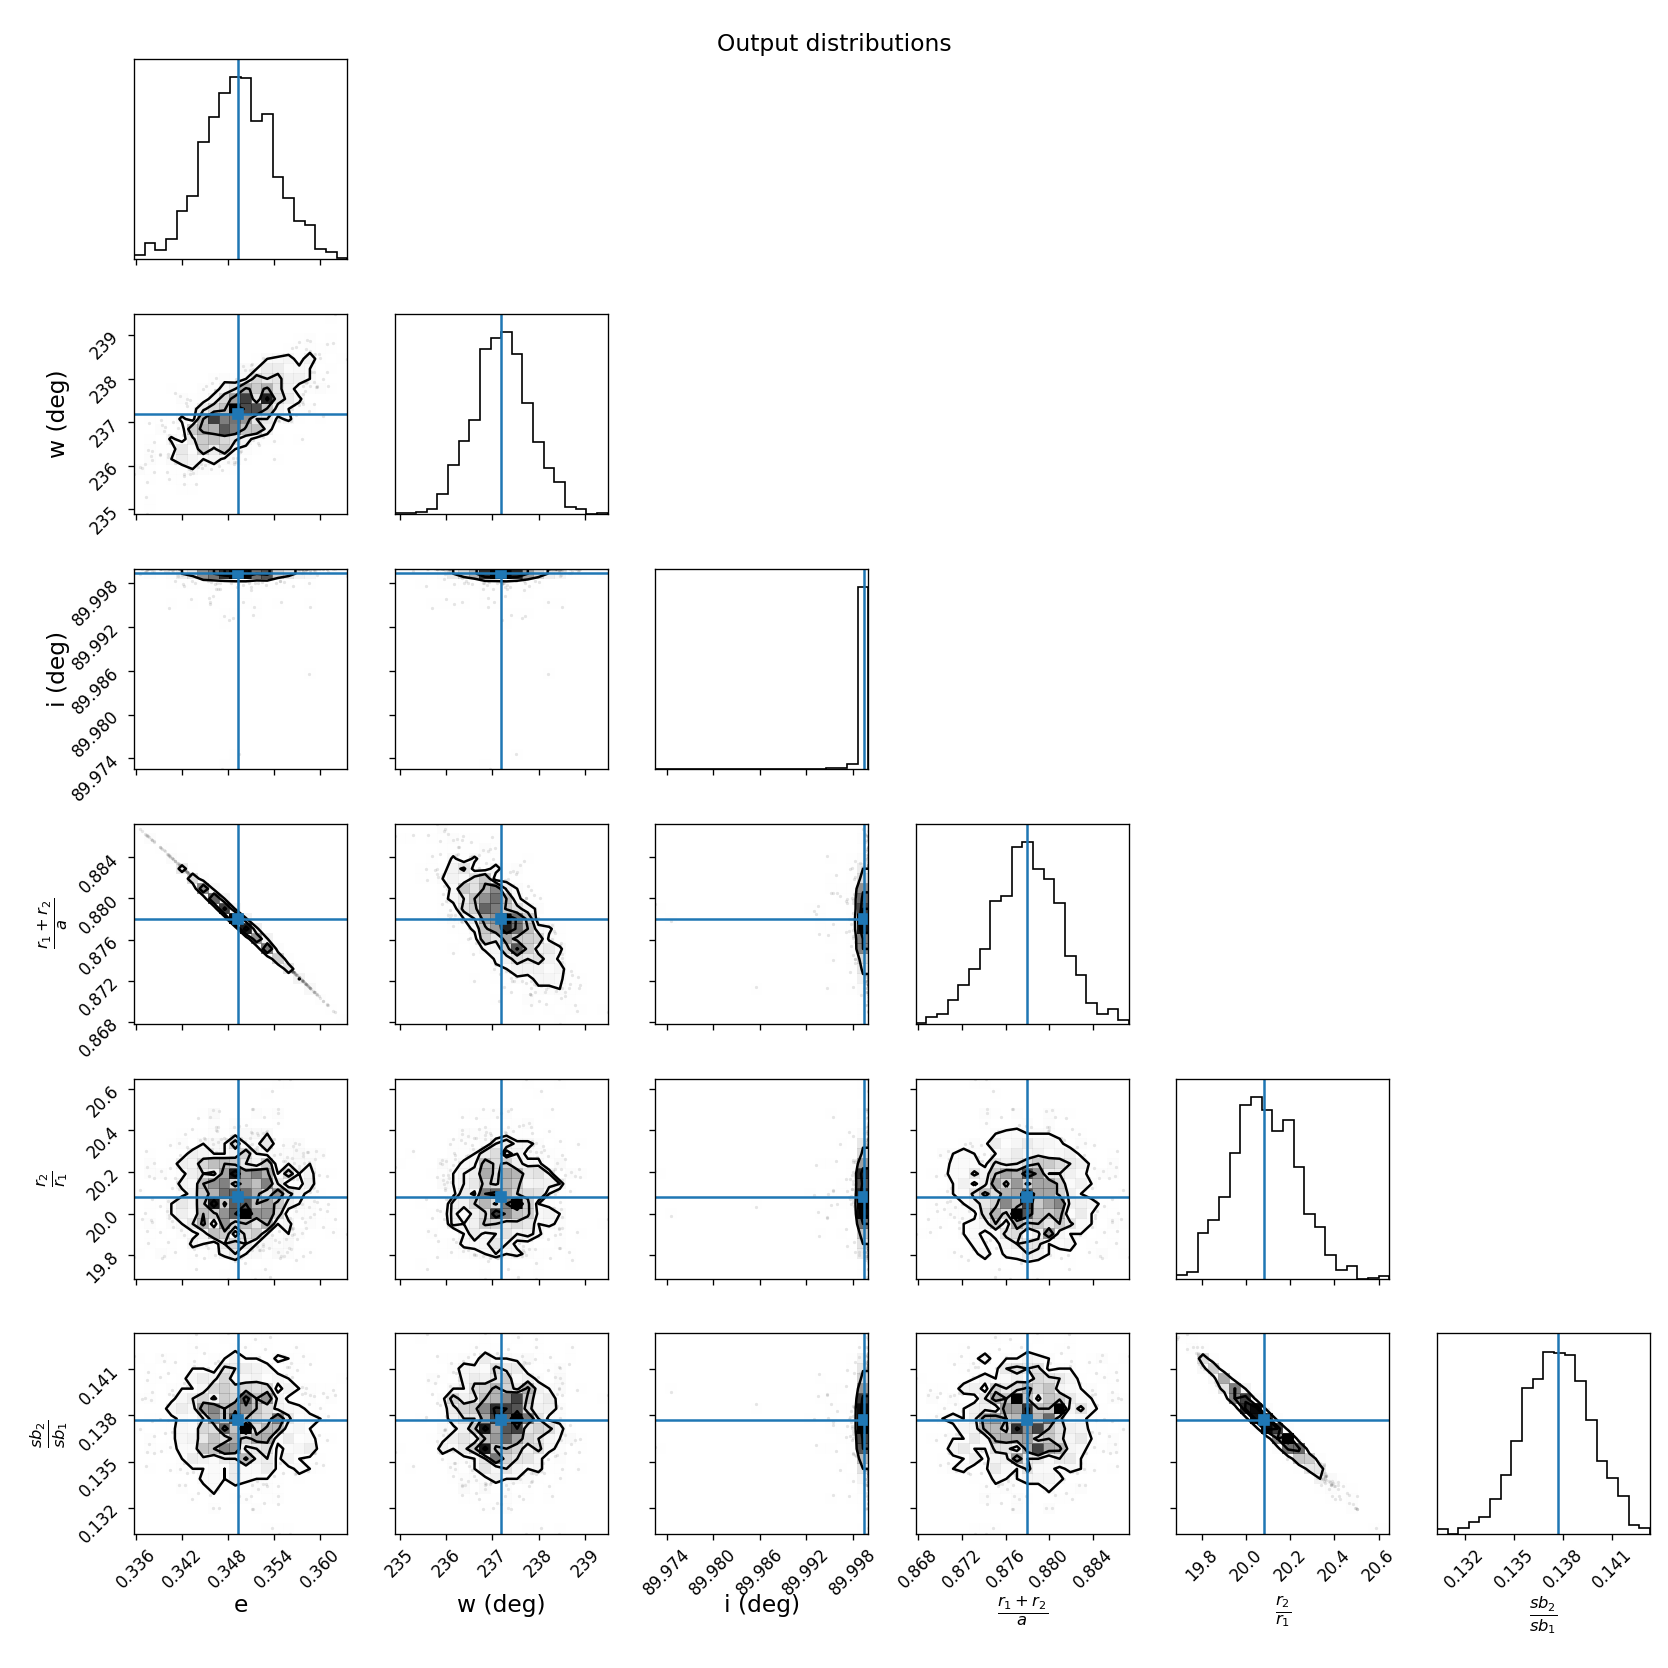 Output distributions
w (deg)
239
238
237
236
235
i (deg)
89.998
89.992
89.986
89.980
89.974
r₁ + r₂
a
0.884
0.880
0.876
0.872
0.868
r₂
r₁
20.6
20.4
20.2
20.0
19.8
sb₂
sb₁
0.141
0.138
0.135
0.132
0.336 0.342 0.348 0.354 0.360
235 236 237 238 239
89.974 89.980 89.986 89.992 89.998
0.868 0.872 0.876 0.880 0.884
19.8 20.0 20.2 20.4 20.6
0.132 0.135 0.138 0.141
e
w (deg)
i (deg)
r₁ + r₂
a
r₂
r₁
sb₂
sb₁